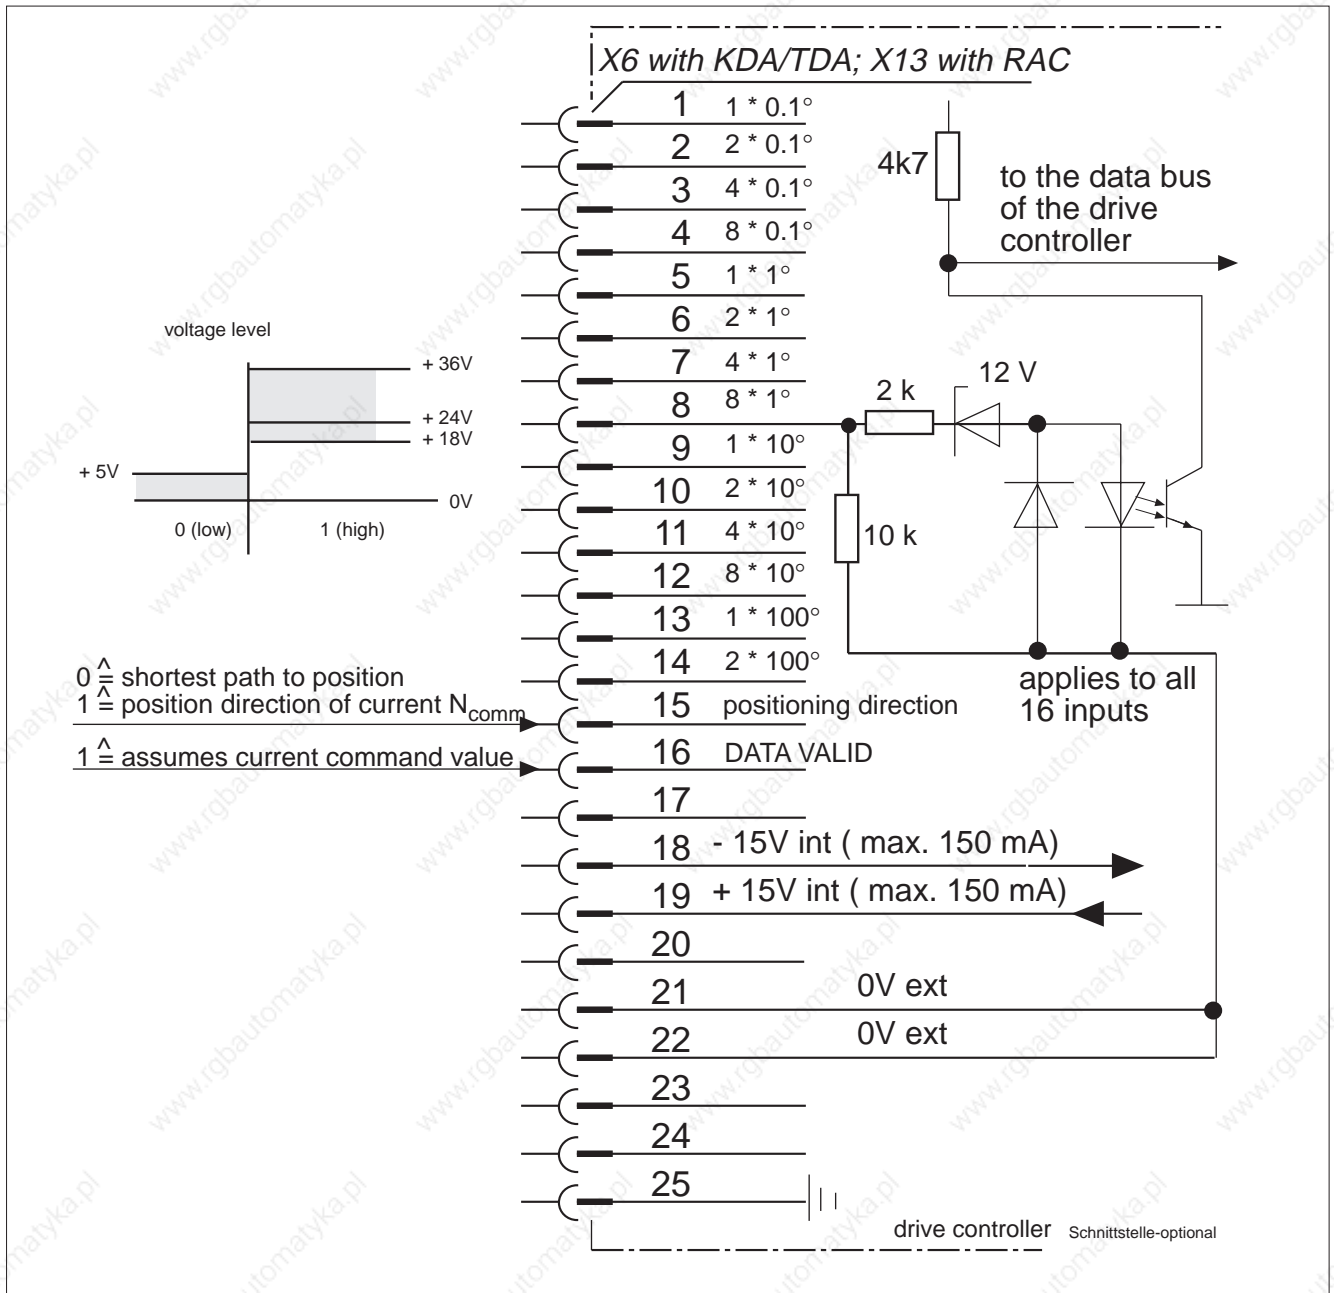 X6 with KDA/TDA; X13 with RAC
1 1 * 0.1°
2 2 * 0.1°
3 4 * 0.1°
4 8 * 0.1°
5 1 * 1°
6 2 * 1°
7 4 * 1°
8 8 * 1°
9 1 * 10°
10 2 * 10°
11 4 * 10°
12 8 * 10°
13 1 * 100°
14 2 * 100°
15 positioning direction
16 DATA VALID
17
18 - 15V int ( max. 150 mA)
19 + 15V int ( max. 150 mA)
20
21 0V ext
22 0V ext
23
24
25
4k7
to the data bus
of the drive
controller
2 k
12 V
10 k
applies to all
16 inputs
voltage level
+ 36V
+ 24V
+ 18V
+ 5V
0V
0 (low)
1 (high)
0 ≙ shortest path to position
1 ≙ position direction of current Ncomm
1 ≙ assumes current command value
drive controller Schnittstelle-optional
www.rgbautomatyka.pl